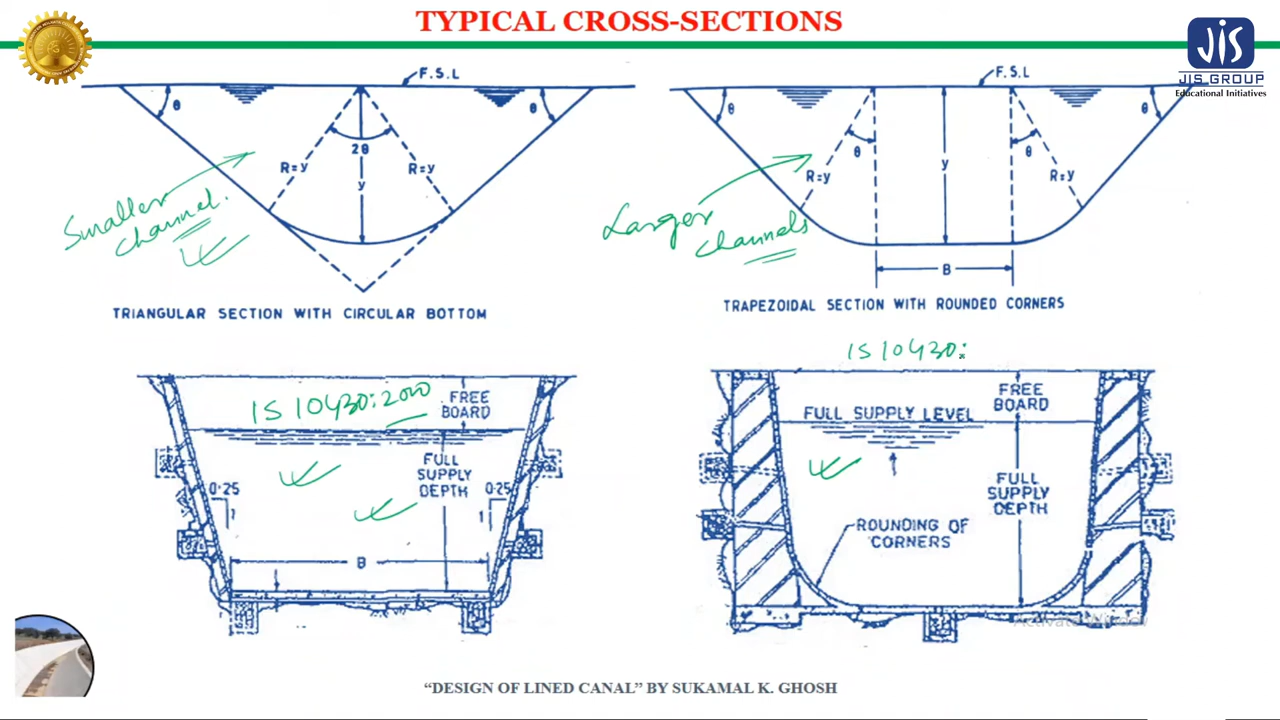 TYPICAL CROSS-SECTIONS
JIS
JIS GROUP
Educational Initiatives
F.S.L
θ
θ
2θ
R=y
R=y
y
Smaller
channel.
TRIANGULAR SECTION WITH CIRCULAR BOTTOM
F.S.L
θ
θ
θ
θ
R=y
R=y
y
Larger
channels
B
TRAPEZOIDAL SECTION WITH ROUNDED CORNERS
IS 10430:2000
FREE
BOARD
FULL
SUPPLY
DEPTH
0.25
1
0.25
1
B
IS 10430:
FREE
BOARD
FULL SUPPLY LEVEL
FULL
SUPPLY
DEPTH
ROUNDING OF
CORNERS
“DESIGN OF LINED CANAL” BY SUKAMAL K. GHOSH